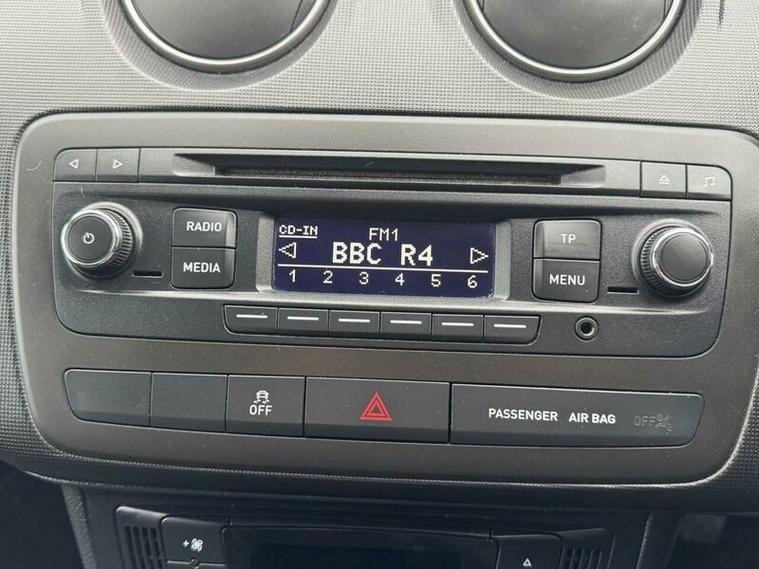 RADIO
MEDIA
CD-IN
FM1
BBC R4
1 2 3 4 5 6
TP
MENU
OFF
PASSENGER AIR BAG OFF